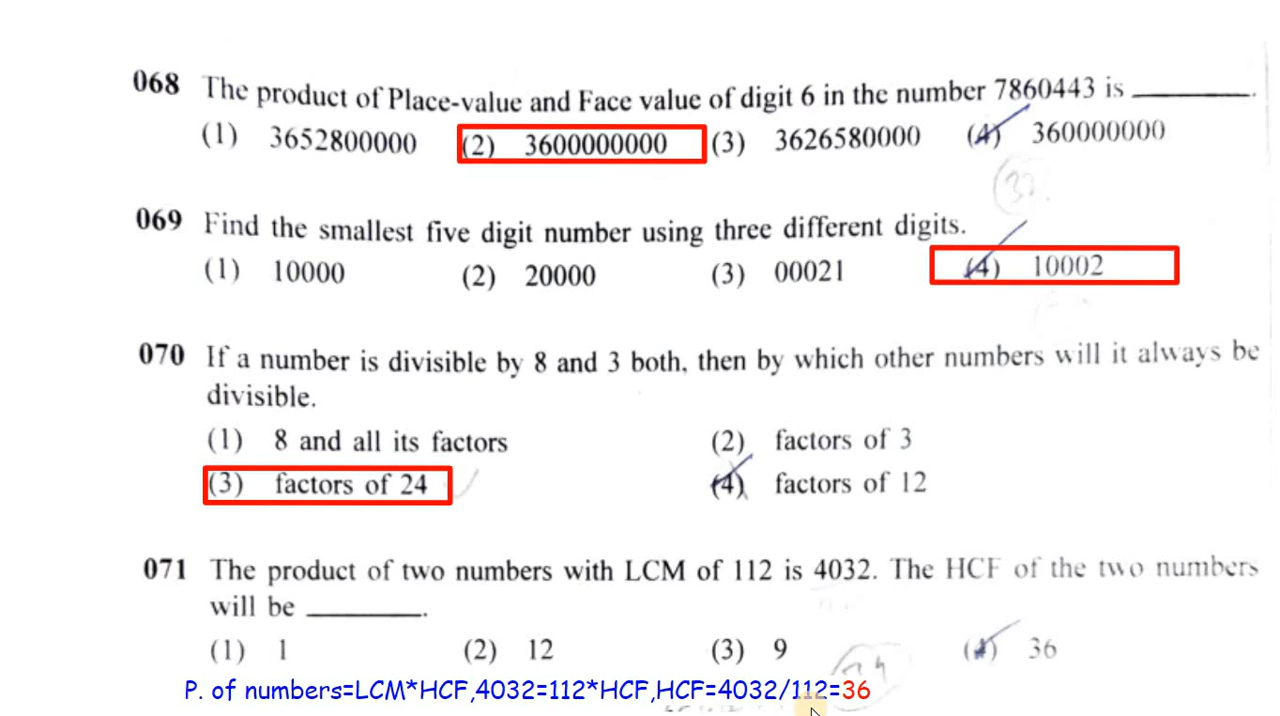 068 The product of Place-value and Face value of digit 6 in the number 7860443 is ________.
(1) 3652800000 (2) 3600000000 (3) 3626580000 (4) 360000000
069 Find the smallest five digit number using three different digits.
(1) 10000 (2) 20000 (3) 00021 (4) 10002
070 If a number is divisible by 8 and 3 both, then by which other numbers will it always be
divisible.
(1) 8 and all its factors (2) factors of 3
(3) factors of 24 (4) factors of 12
071 The product of two numbers with LCM of 112 is 4032. The HCF of the two numbers
will be ________.
(1) 1 (2) 12 (3) 9 (4) 36
P. of numbers=LCM*HCF,4032=112*HCF,HCF=4032/112=36